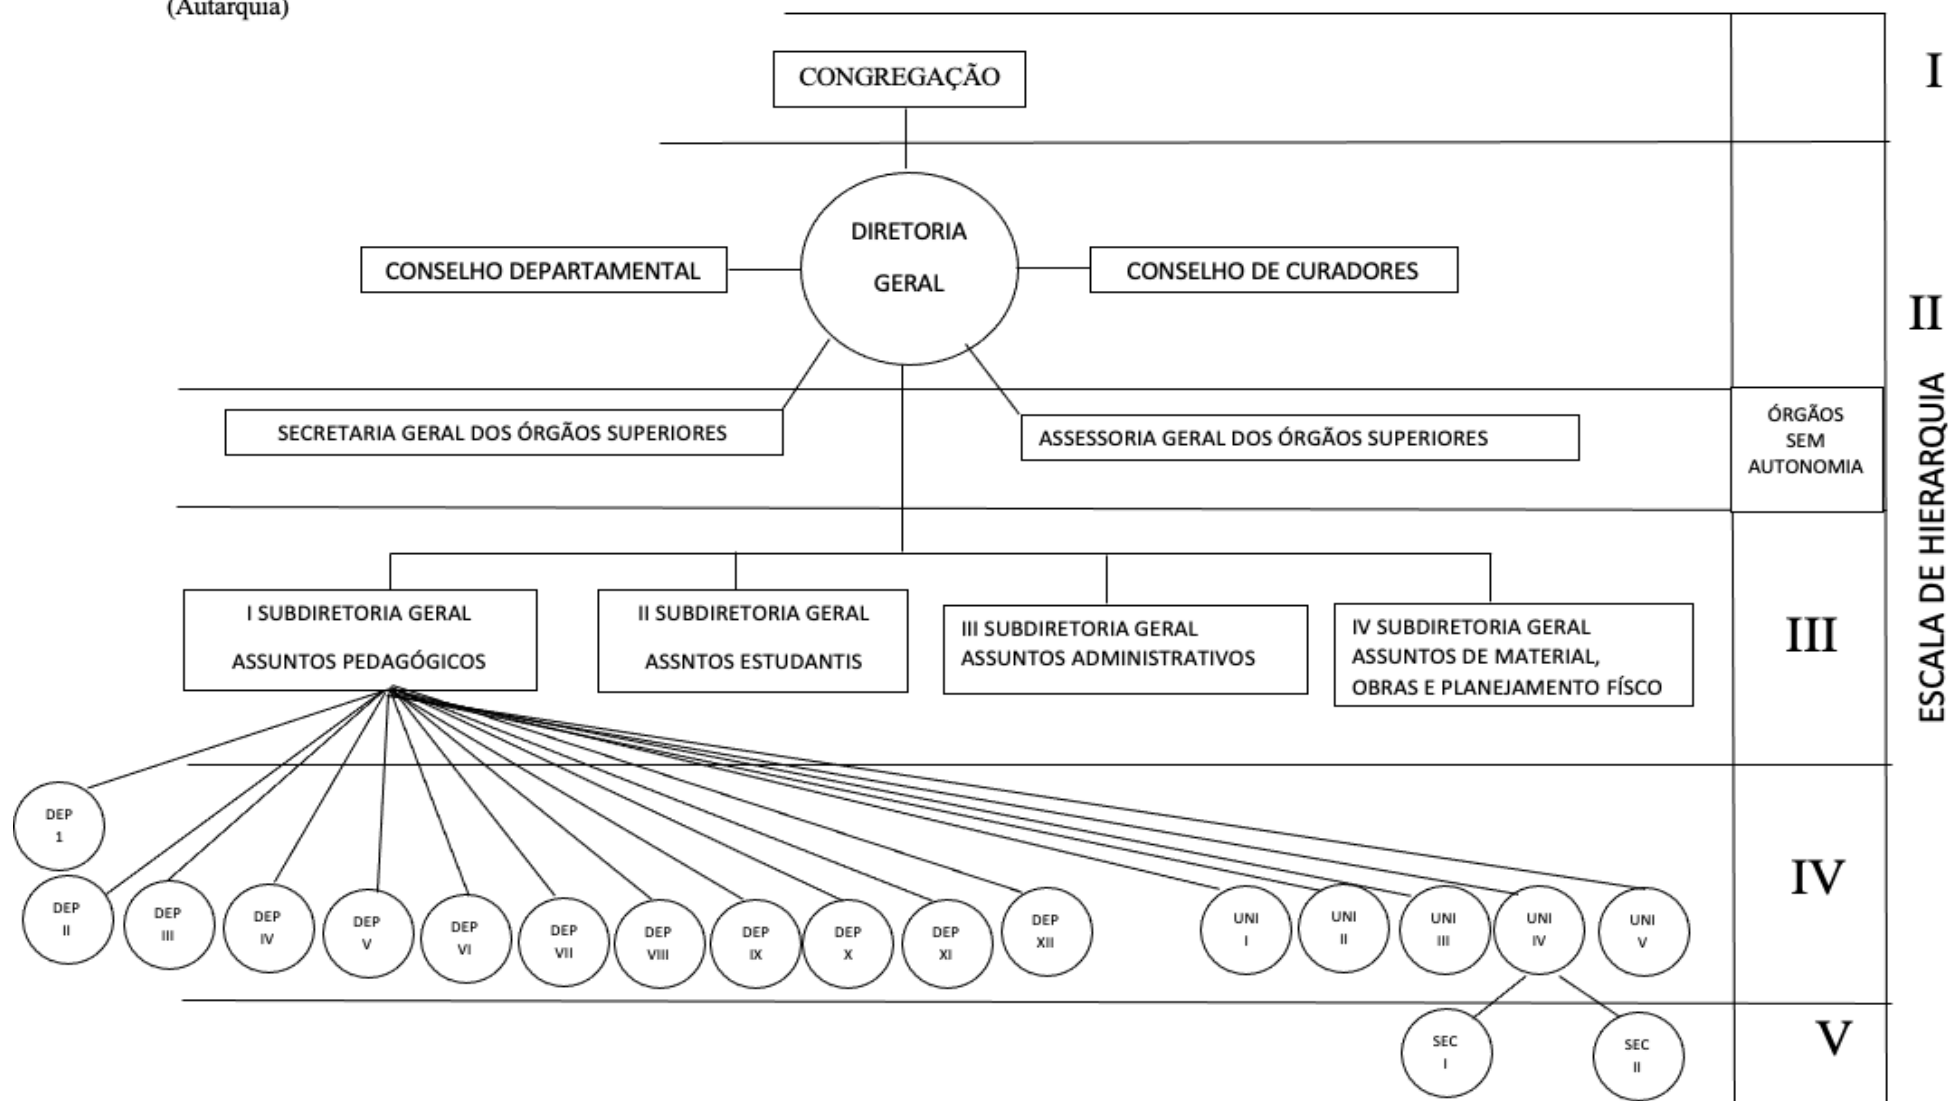 (Autarquia)
CONGREGAÇÃO
I
DIRETORIA
GERAL
CONSELHO DEPARTAMENTAL
CONSELHO DE CURADORES
II
SECRETARIA GERAL DOS ÓRGÃOS SUPERIORES
ASSESSORIA GERAL DOS ÓRGÃOS SUPERIORES
ÓRGÃOS
SEM
AUTONOMIA
ESCALA DE HIERARQUIA
I SUBDIRETORIA GERAL
ASSUNTOS PEDAGÓGICOS
II SUBDIRETORIA GERAL
ASSNTOS ESTUDANTIS
III SUBDIRETORIA GERAL
ASSUNTOS ADMINISTRATIVOS
IV SUBDIRETORIA GERAL
ASSUNTOS DE MATERIAL,
OBRAS E PLANEJAMENTO FÍSCO
III
DEP
1
DEP
II
DEP
III
DEP
IV
DEP
V
DEP
VI
DEP
VII
DEP
VIII
DEP
IX
DEP
X
DEP
XI
DEP
XII
UNI
I
UNI
II
UNI
III
UNI
IV
UNI
V
IV
SEC
I
SEC
II
V